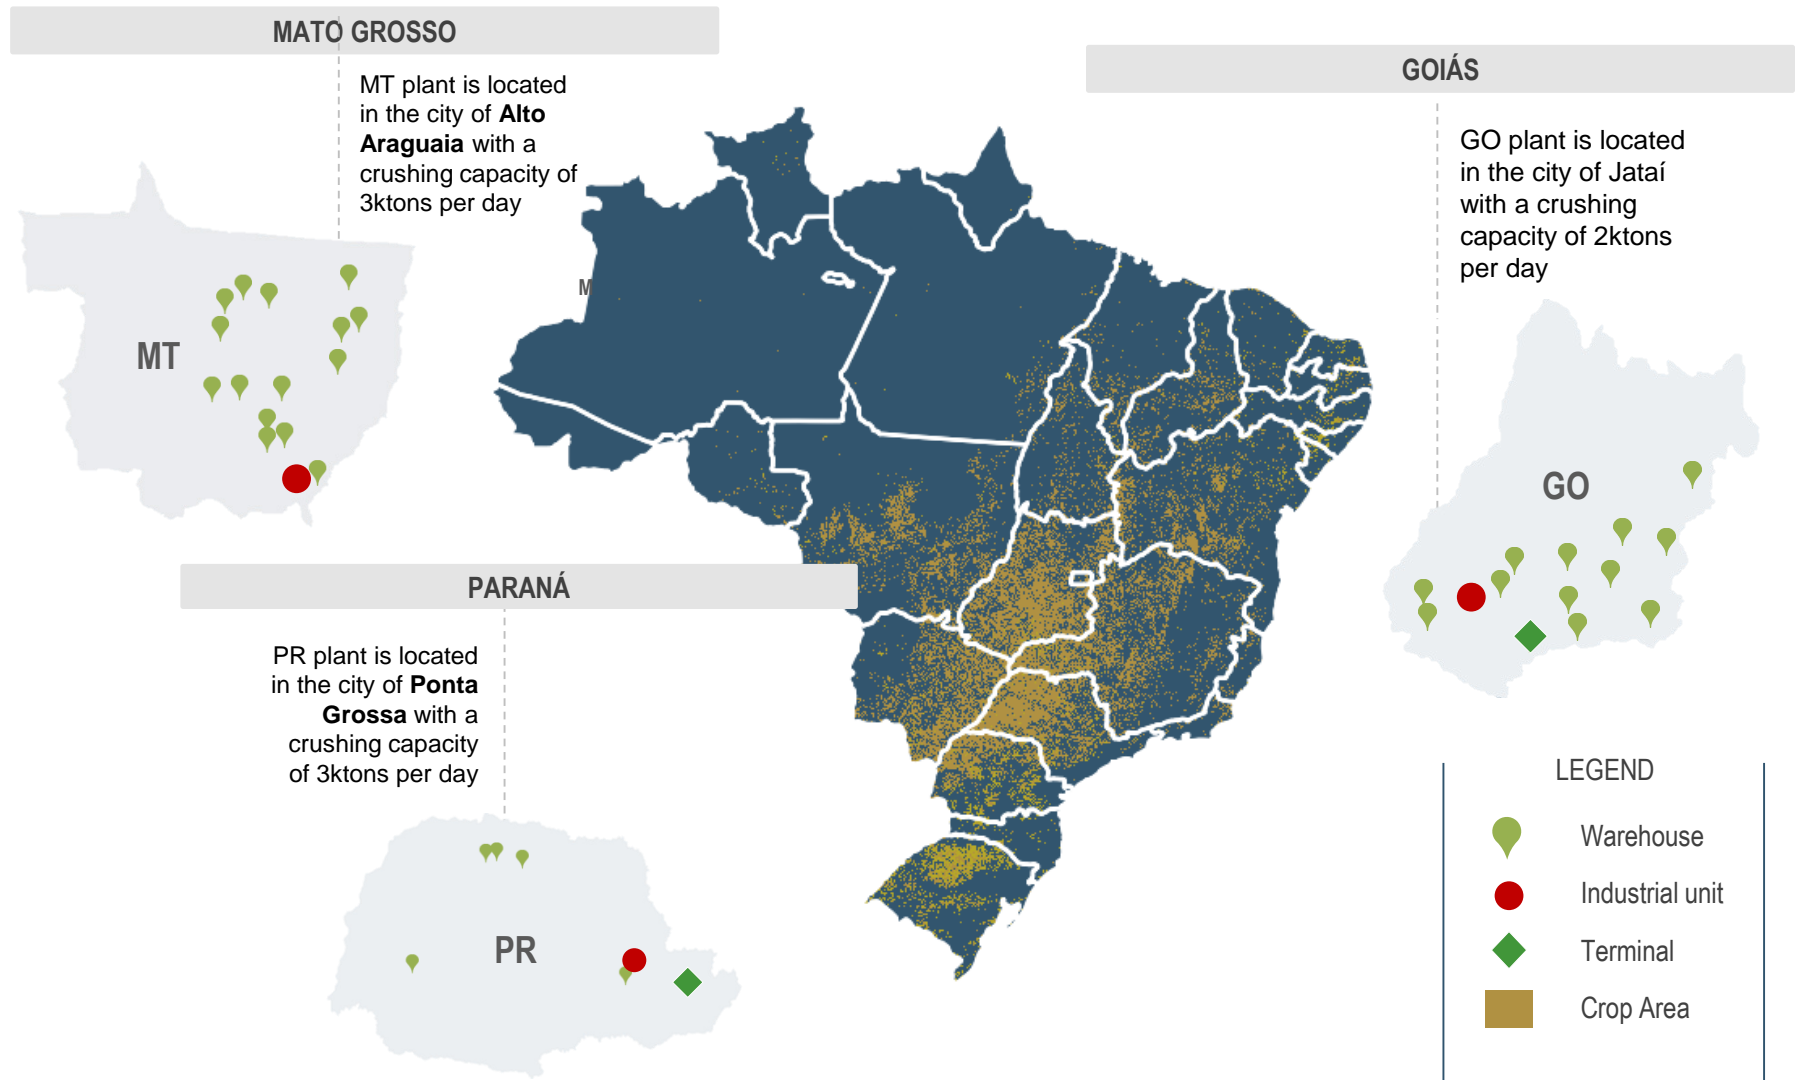 MATO GROSSO
MT plant is located
in the city of Alto
Araguaia with a
crushing capacity of
3ktons per day
MT
M
GOIÁS
GO plant is located
in the city of Jataí
with a crushing
capacity of 2ktons
per day
GO
PARANÁ
PR plant is located
in the city of Ponta
Grossa with a
crushing capacity
of 3ktons per day
PR
LEGEND
Warehouse
Industrial unit
Terminal
Crop Area